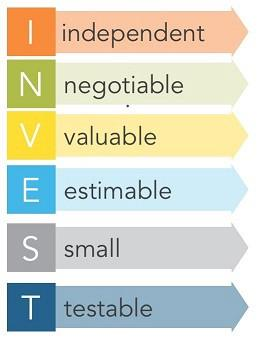 I independent
N negotiable
V valuable
E estimable
S small
T testable